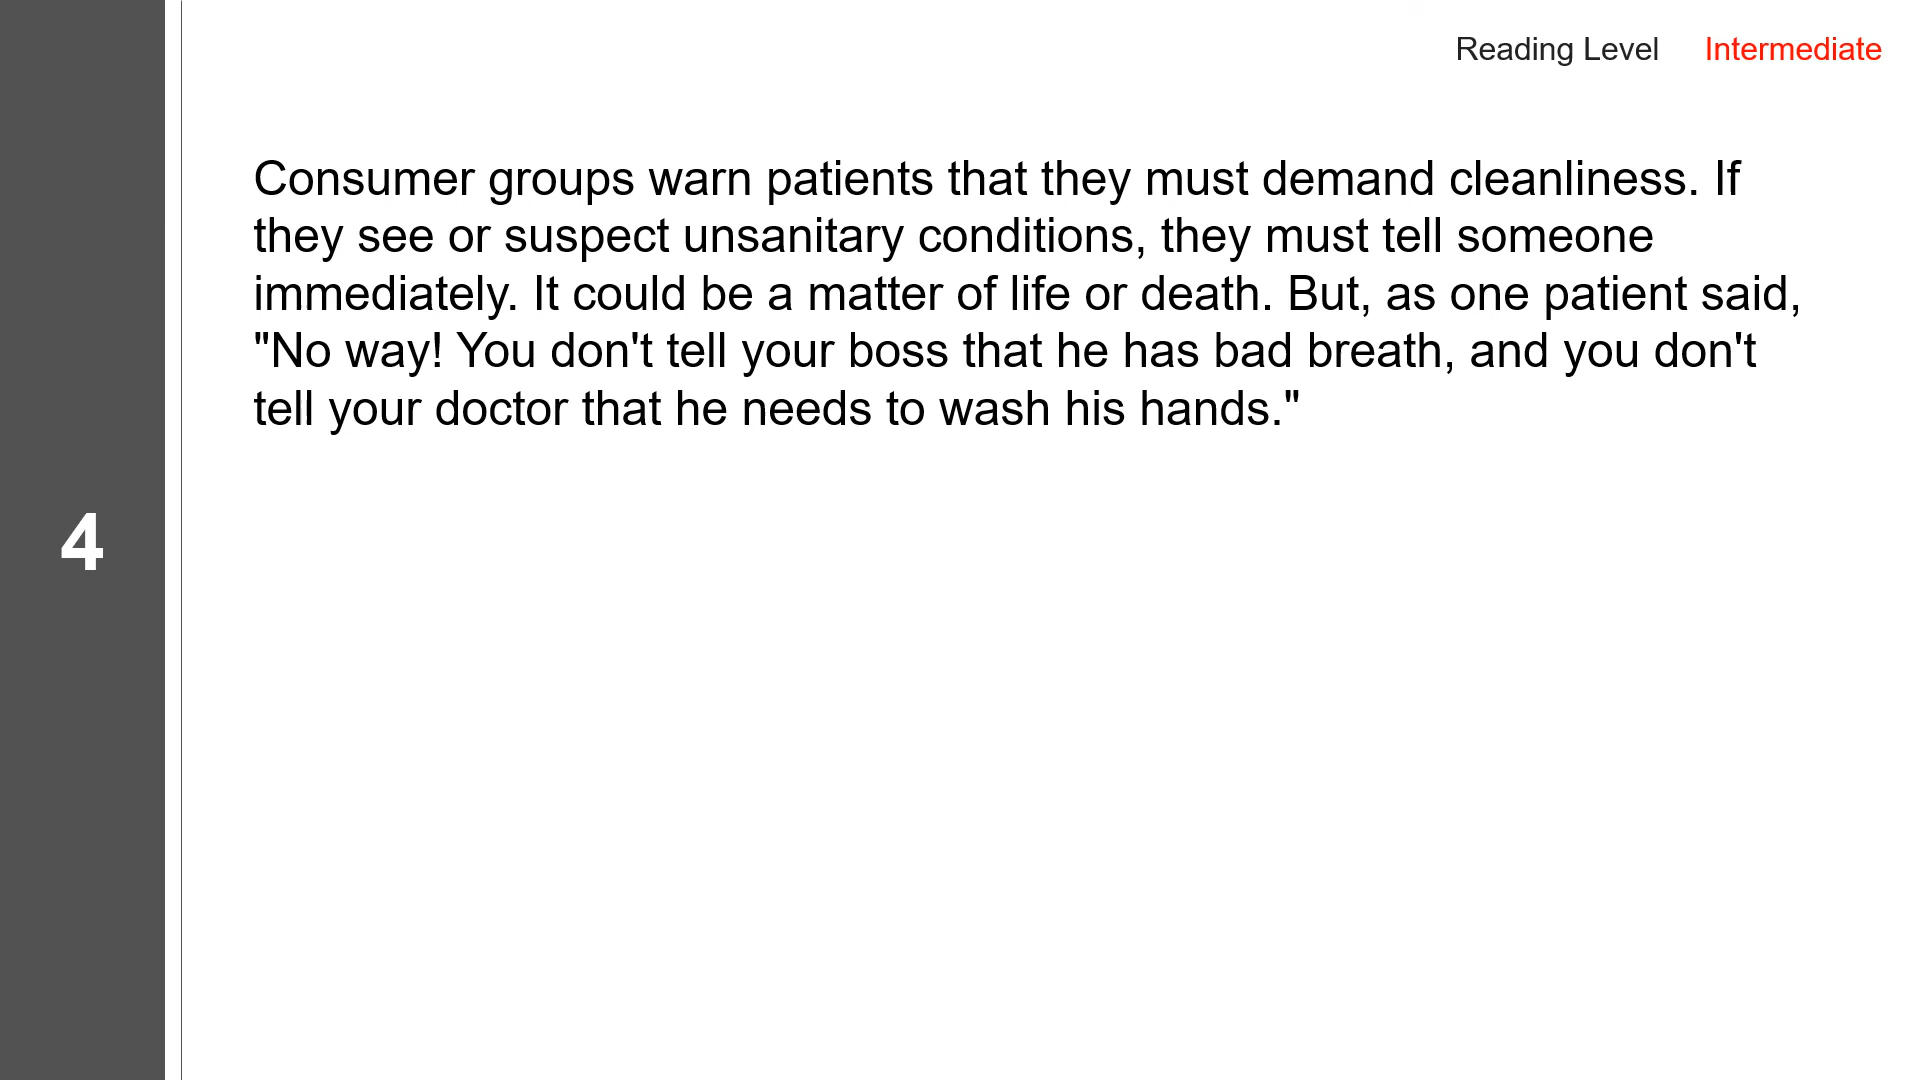 Reading Level Intermediate
Consumer groups warn patients that they must demand cleanliness. If
they see or suspect unsanitary conditions, they must tell someone
immediately. It could be a matter of life or death. But, as one patient said,
"No way! You don't tell your boss that he has bad breath, and you don't
tell your doctor that he needs to wash his hands."
4